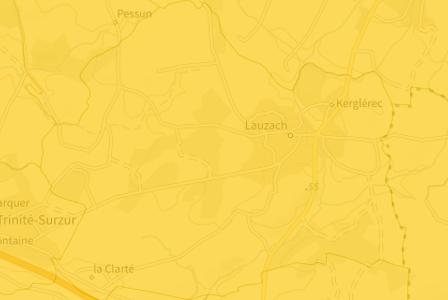 Pessun
Kerglérec
Lauzach
.55
arquer
Trinité-Surzur
ontaine
la Clarté